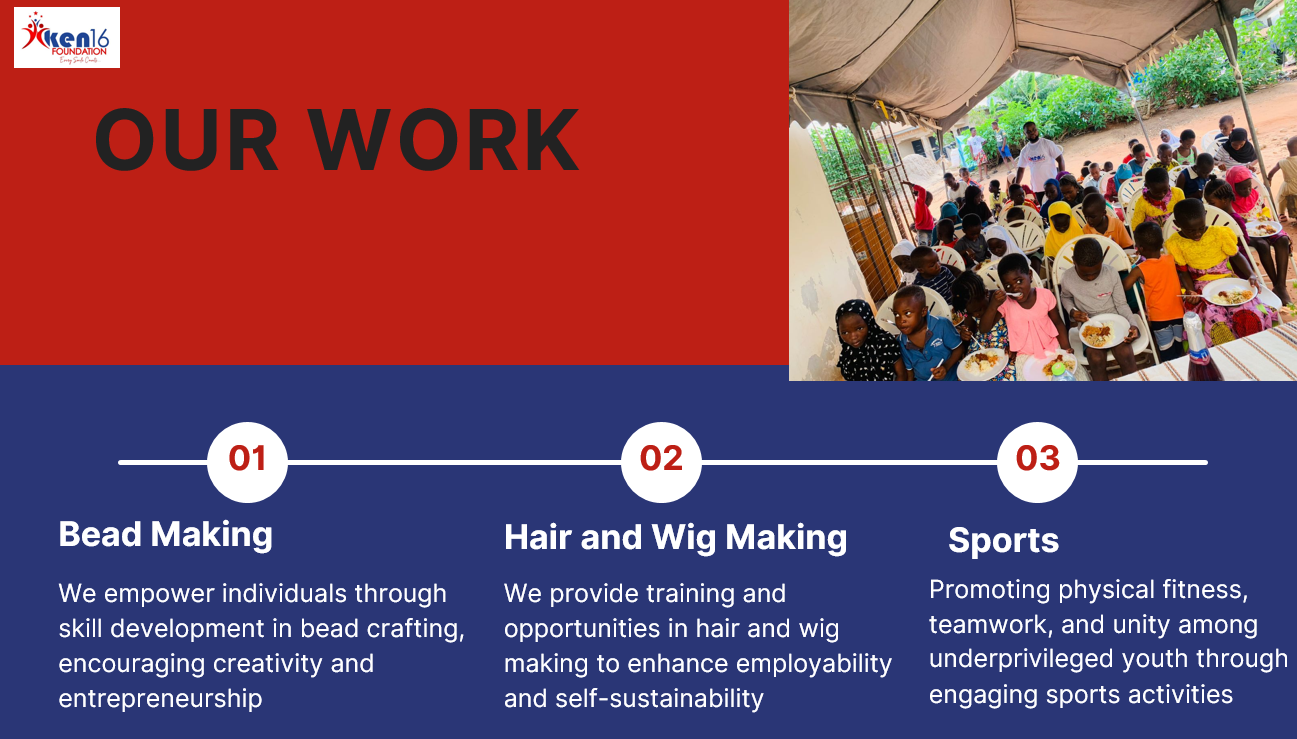 ken16
FOUNDATION
Every Smile Counts
OUR WORK
01
02
03
Bead Making
We empower individuals through
skill development in bead crafting,
encouraging creativity and
entrepreneurship
Hair and Wig Making
We provide training and
opportunities in hair and wig
making to enhance employability
and self-sustainability
Sports
Promoting physical fitness,
teamwork, and unity among
underprivileged youth through
engaging sports activities